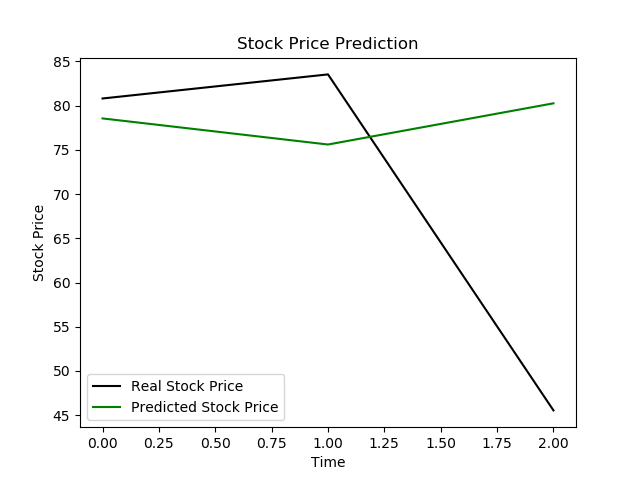 Stock Price Prediction
85
80
75
70
65
60
55
50
45
Stock Price
Real Stock Price
Predicted Stock Price
0.00 0.25 0.50 0.75 1.00 1.25 1.50 1.75 2.00
Time